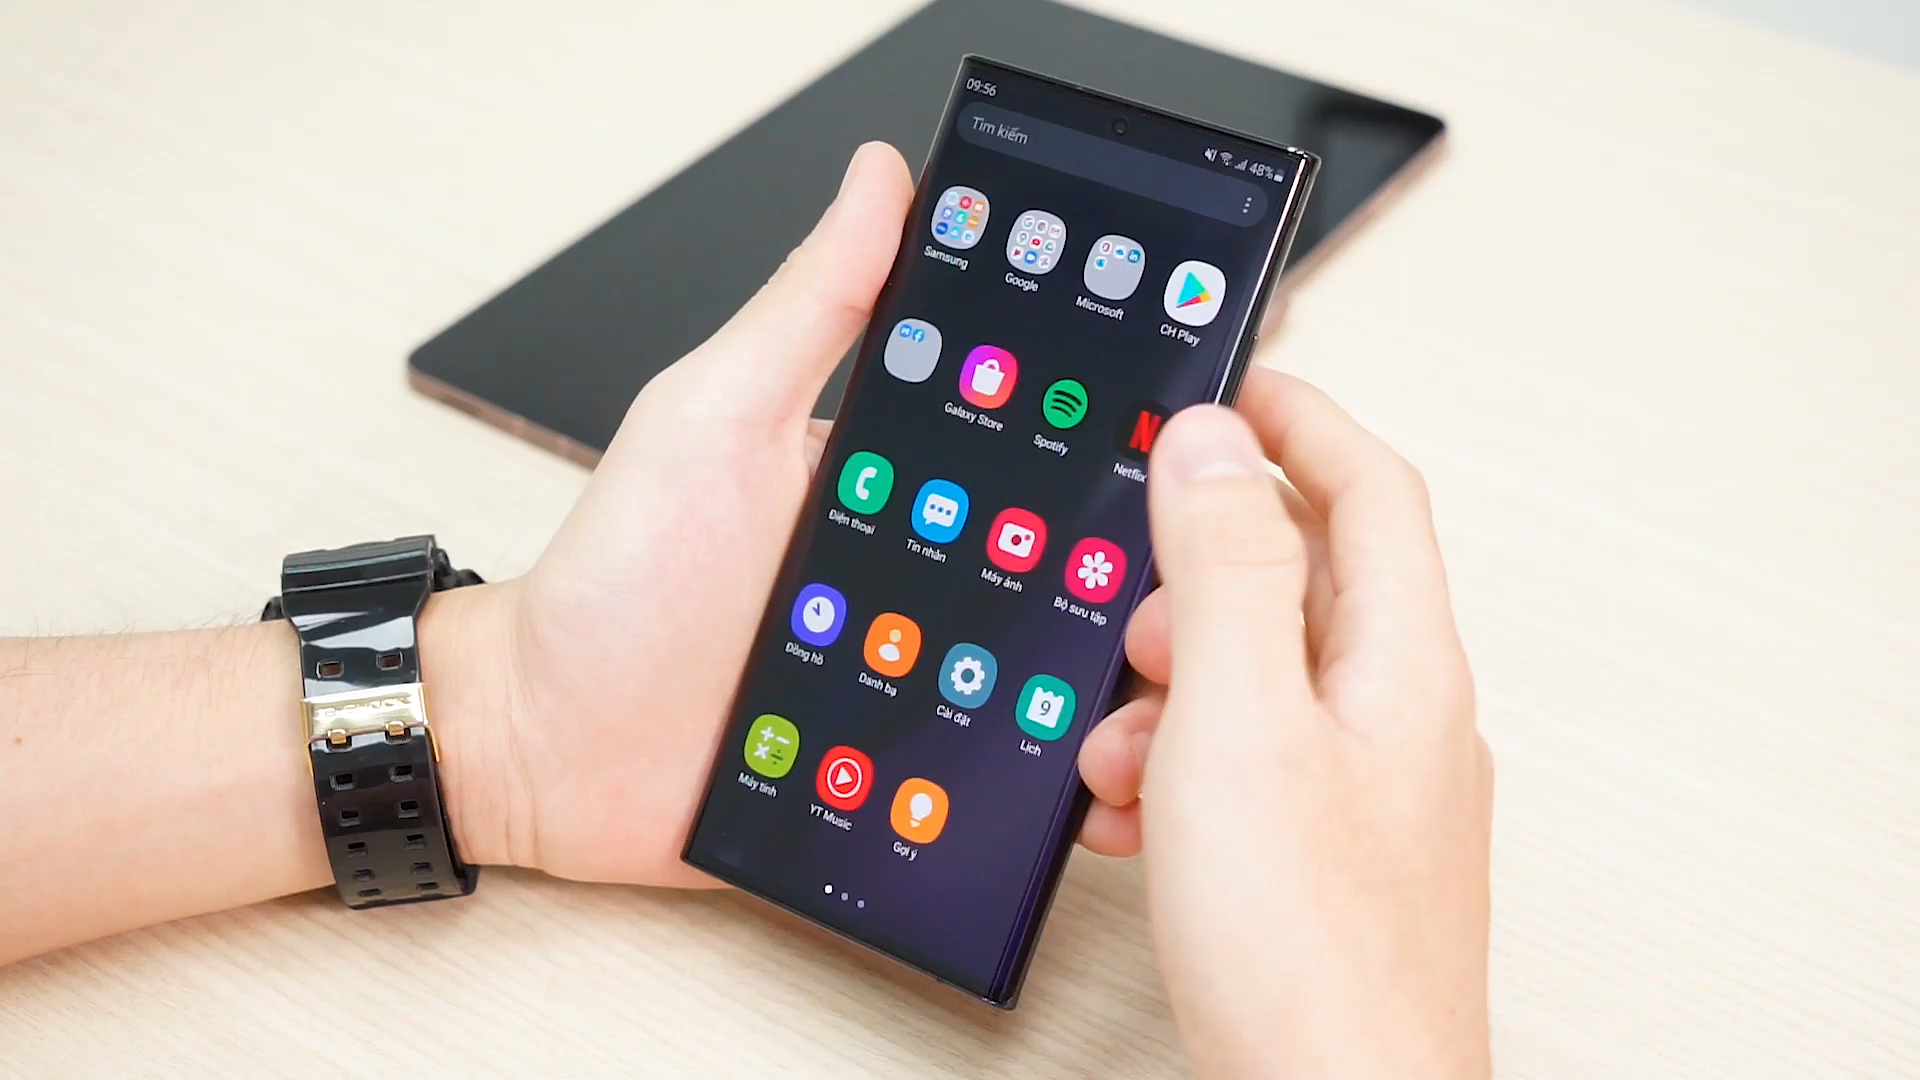 09:56
48%
Tìm kiếm
Samsung
Google
Microsoft
CH Play
Galaxy Store
Spotify
N
Netflix
Điện thoại
Tin nhắn
Máy ảnh
Bộ sưu tập
Đồng hồ
Danh bạ
Cài đặt
9
Lịch
Máy tính
YT Music
Gợi ý